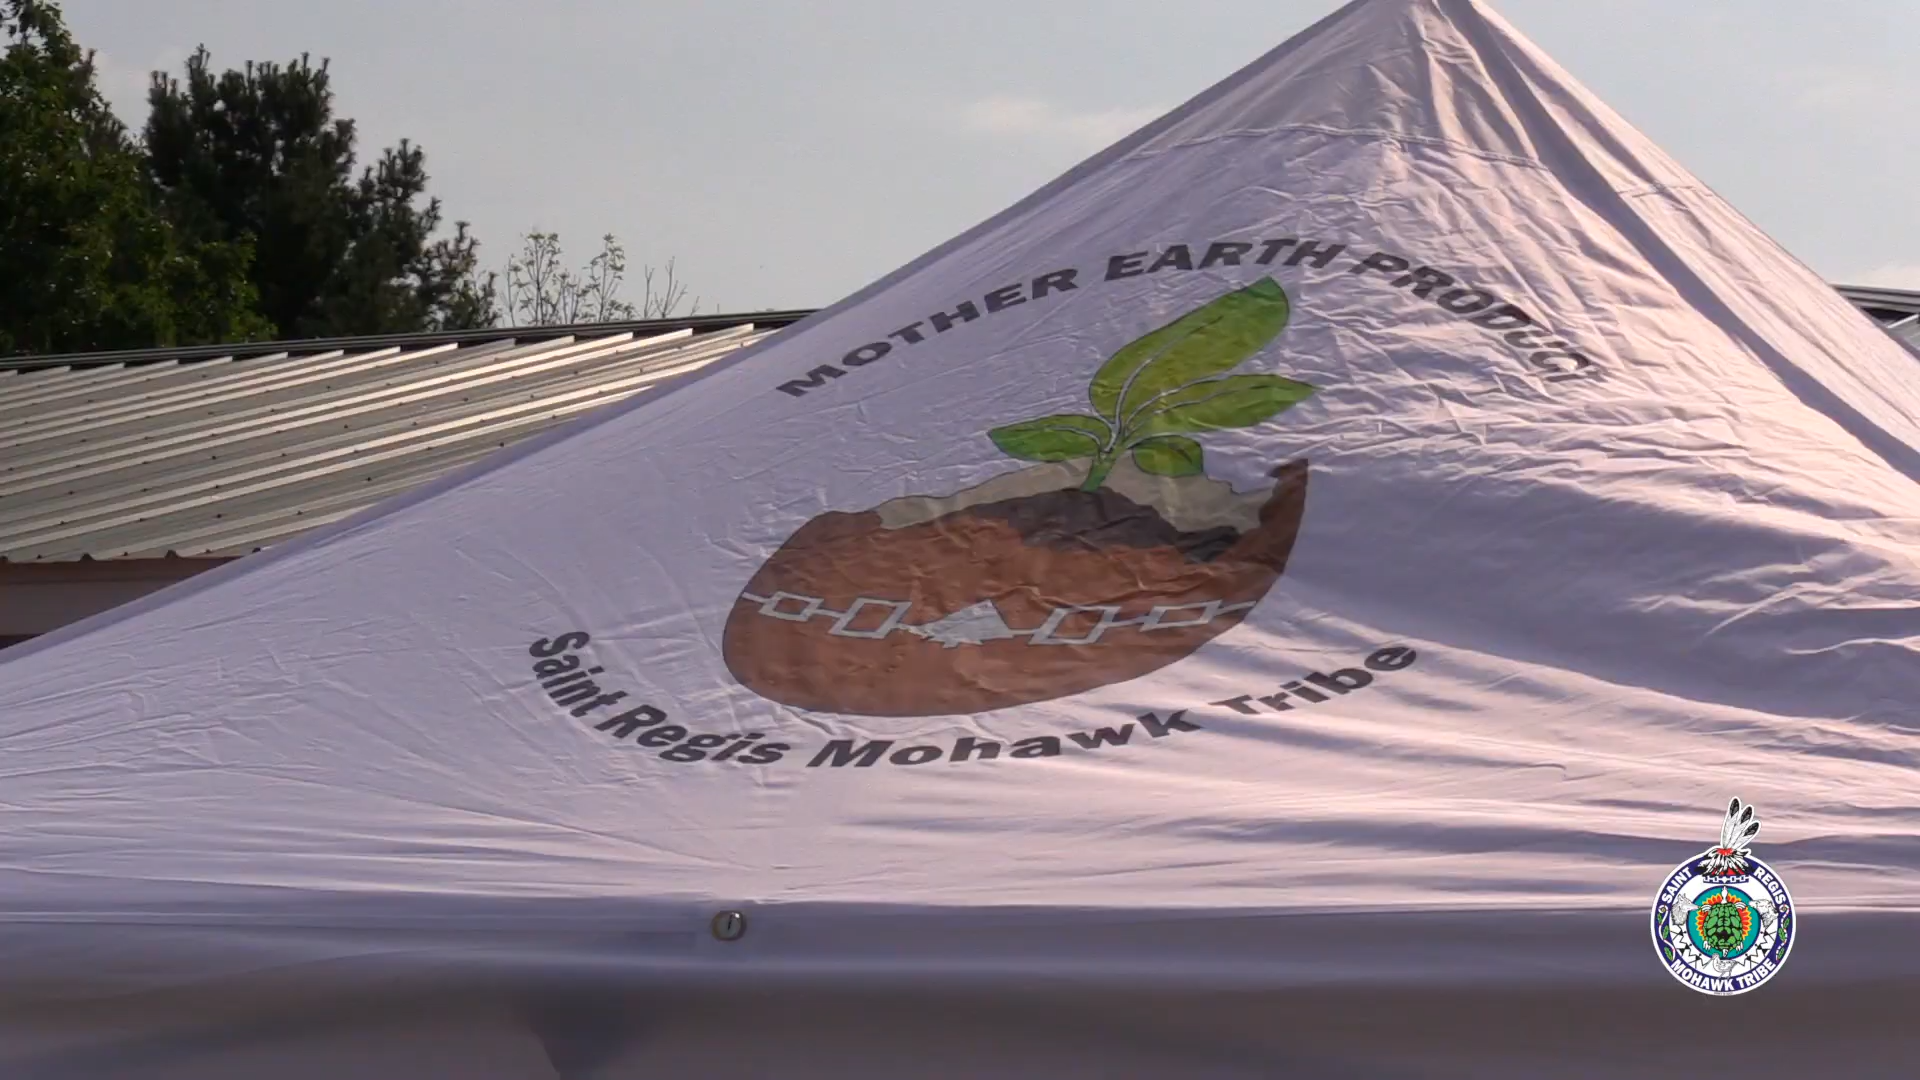 MOTHER EARTH PRODUCT
Saint Regis Mohawk Tribe
SAINT REGIS
MOHAWK TRIBE